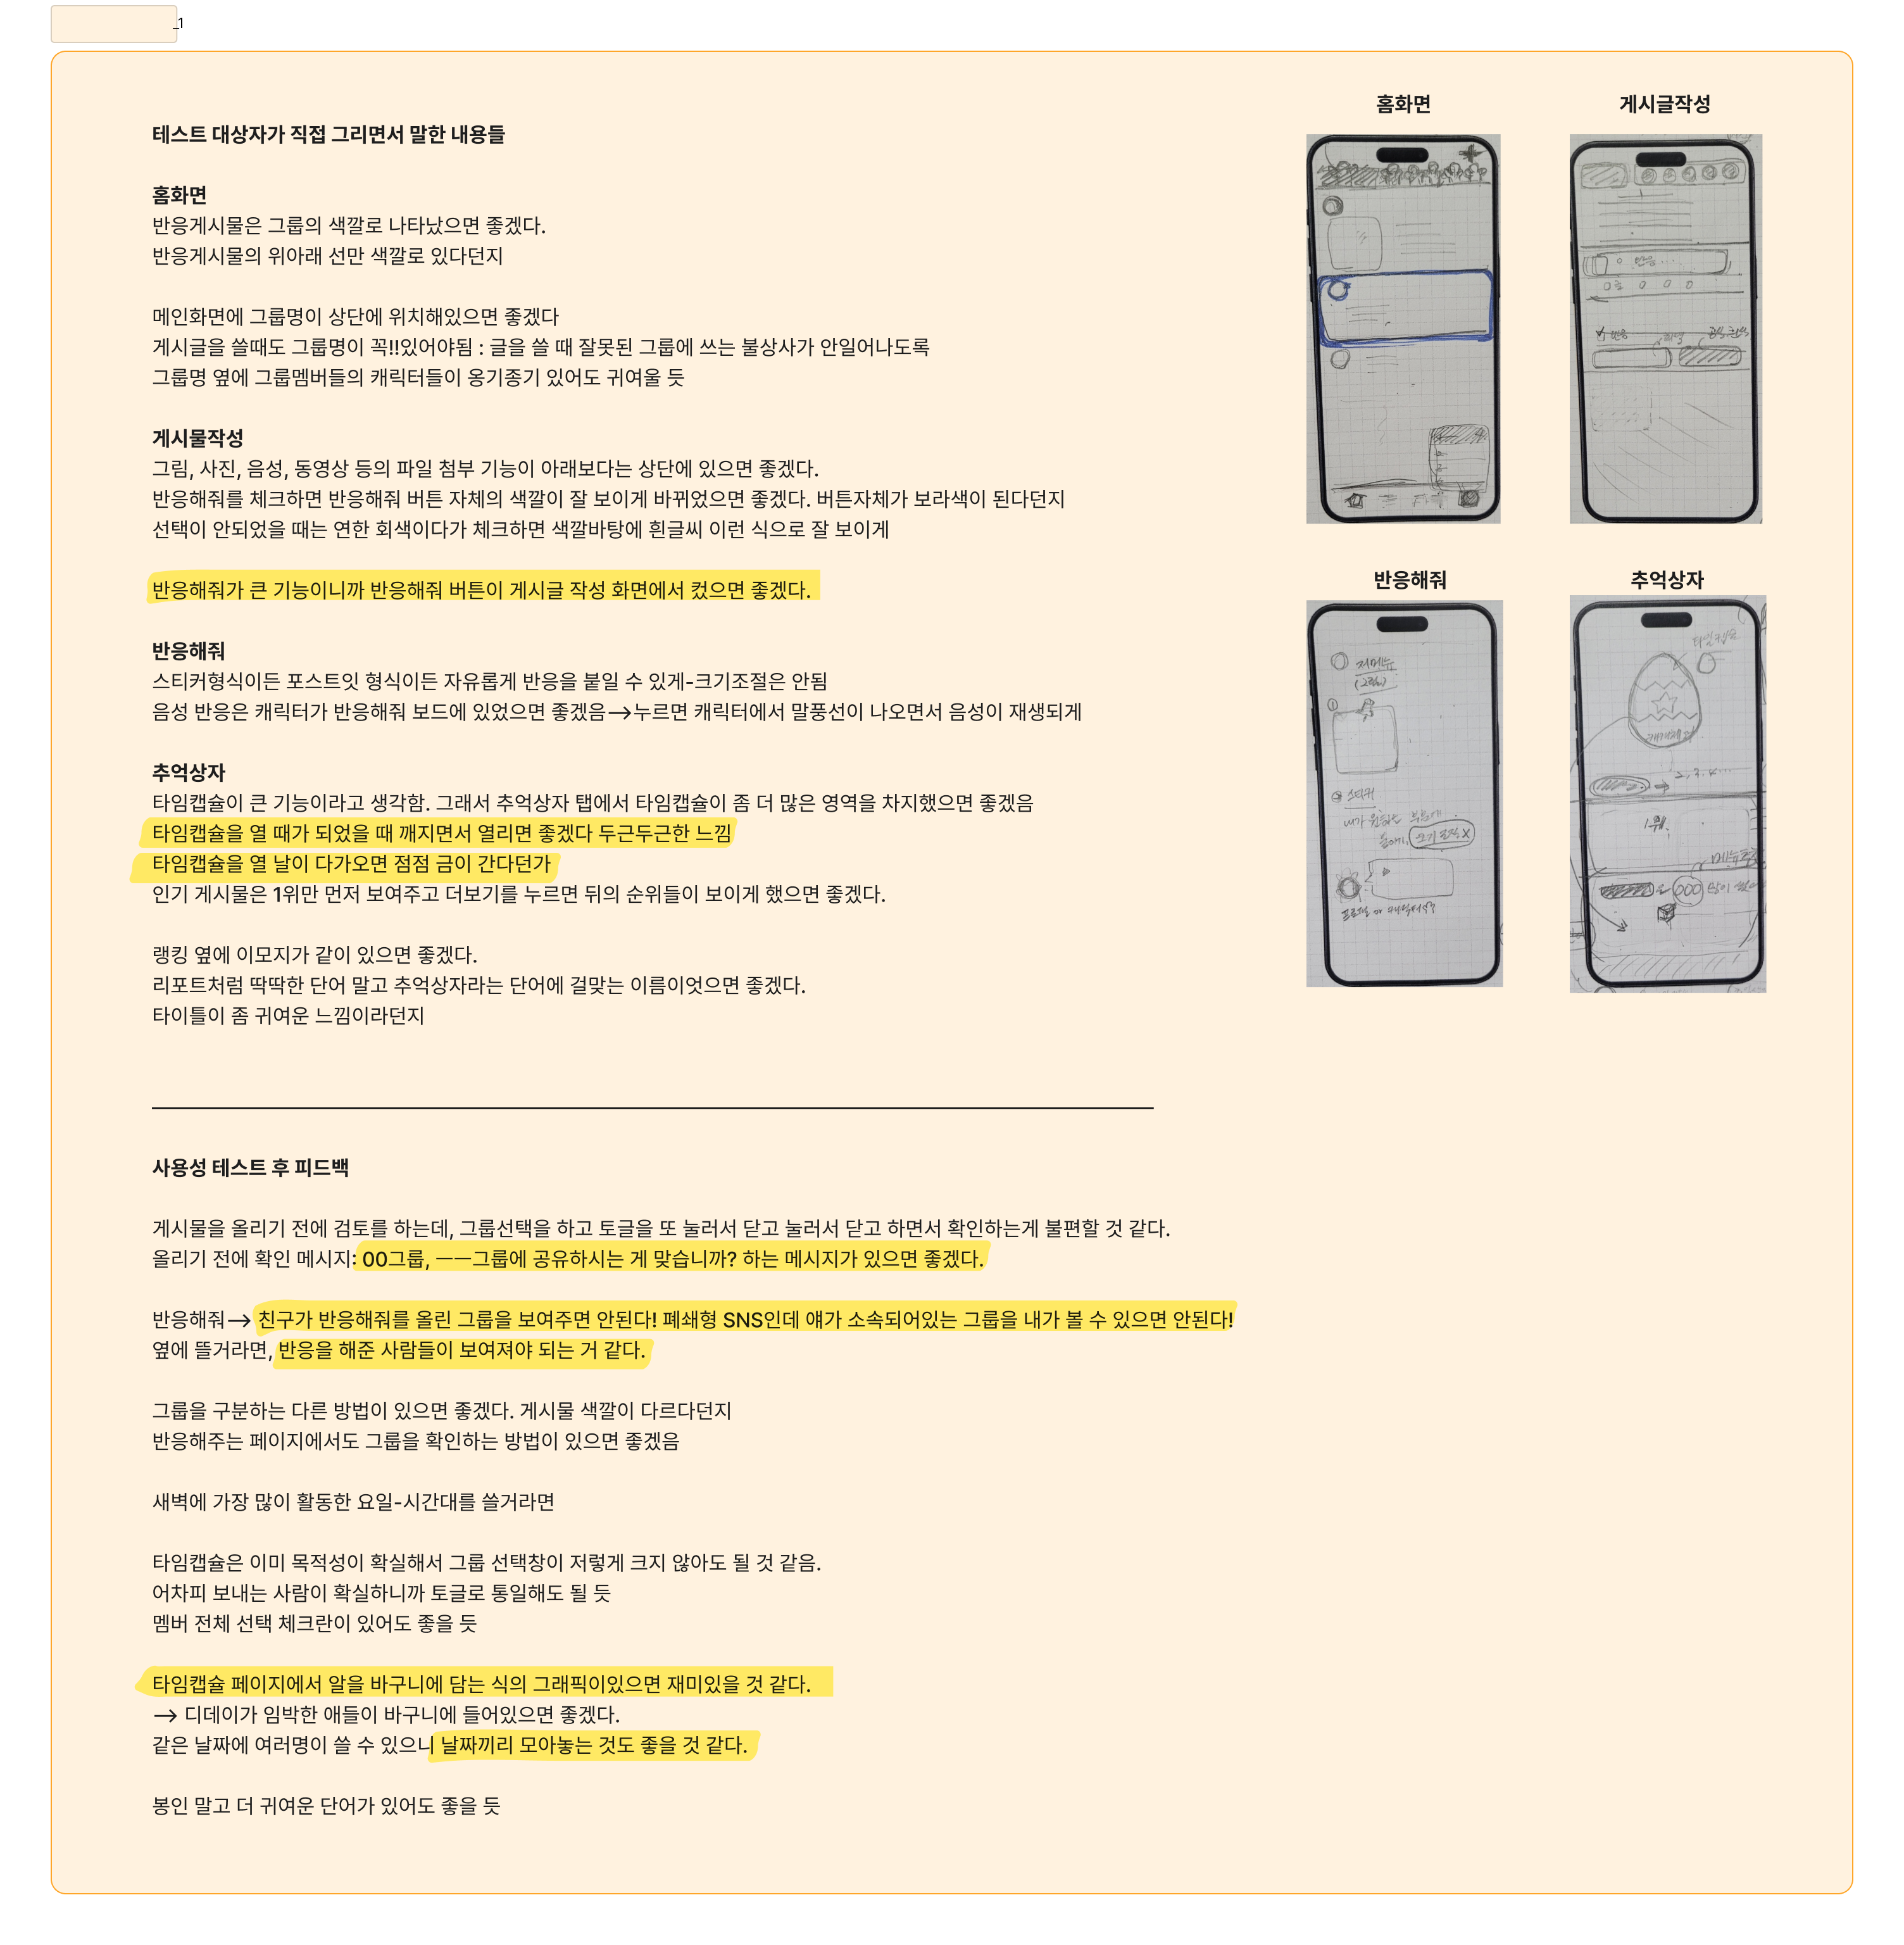 _1
테스트 대상자가 직접 그리면서 말한 내용들
홈화면
반응게시물은 그룹의 색깔로 나타났으면 좋겠다.
반응게시물의 위아래 선만 색깔로 있다던지
메인화면에 그룹명이 상단에 위치해있으면 좋겠다
게시글을 쓸때도 그룹명이 꼭!!있어야됨 : 글을 쓸 때 잘못된 그룹에 쓰는 불상사가 안일어나도록
그룹명 옆에 그룹멤버들의 캐릭터들이 옹기종기 있어도 귀여울 듯
게시물작성
그림, 사진, 음성, 동영상 등의 파일 첨부 기능이 아래보다는 상단에 있으면 좋겠다.
반응해줘를 체크하면 반응해줘 버튼 자체의 색깔이 잘 보이게 바뀌었으면 좋겠다. 버튼자체가 보라색이 된다던지
선택이 안되었을 때는 연한 회색이다가 체크하면 색깔바탕에 흰글씨 이런 식으로 잘 보이게
반응해줘가 큰 기능이니까 반응해줘 버튼이 게시글 작성 화면에서 컸으면 좋겠다.
반응해줘
스티커형식이든 포스트잇 형식이든 자유롭게 반응을 붙일 수 있게-크기조절은 안됨
음성 반응은 캐릭터가 반응해줘 보드에 있었으면 좋겠음→누르면 캐릭터에서 말풍선이 나오면서 음성이 재생되게
추억상자
타임캡슐이 큰 기능이라고 생각함. 그래서 추억상자 탭에서 타임캡슐이 좀 더 많은 영역을 차지했으면 좋겠음
타임캡슐을 열 때가 되었을 때 깨지면서 열리면 좋겠다 두근두근한 느낌
타임캡슐을 열 날이 다가오면 점점 금이 간다던가
인기 게시물은 1위만 먼저 보여주고 더보기를 누르면 뒤의 순위들이 보이게 했으면 좋겠다.
랭킹 옆에 이모지가 같이 있으면 좋겠다.
리포트처럼 딱딱한 단어 말고 추억상자라는 단어에 걸맞는 이름이엇으면 좋겠다.
타이틀이 좀 귀여운 느낌이라던지
홈화면
게시글작성
반응해줘
스티커
크기 조절 X
추억상자
타임캡슐
2, 3, 4 ...
1위
사용성 테스트 후 피드백
게시물을 올리기 전에 검토를 하는데, 그룹선택을 하고 토글을 또 눌러서 닫고 눌러서 닫고 하면서 확인하는게 불편할 것 같다.
올리기 전에 확인 메시지: 00그룹, ㅡㅡ그룹에 공유하시는 게 맞습니까? 하는 메시지가 있으면 좋겠다.
반응해줘→ 친구가 반응해줘를 올린 그룹을 보여주면 안된다! 폐쇄형 SNS인데 얘가 소속되어있는 그룹을 내가 볼 수 있으면 안된다!
옆에 뜰거라면, 반응을 해준 사람들이 보여져야 되는 거 같다.
그룹을 구분하는 다른 방법이 있으면 좋겠다. 게시물 색깔이 다르다던지
반응해주는 페이지에서도 그룹을 확인하는 방법이 있으면 좋겠음
새벽에 가장 많이 활동한 요일-시간대를 쓸거라면
타임캡슐은 이미 목적성이 확실해서 그룹 선택창이 저렇게 크지 않아도 될 것 같음.
어차피 보내는 사람이 확실하니까 토글로 통일해도 될 듯
멤버 전체 선택 체크란이 있어도 좋을 듯
타임캡슐 페이지에서 알을 바구니에 담는 식의 그래픽이있으면 재미있을 것 같다.
→ 디데이가 임박한 애들이 바구니에 들어있으면 좋겠다.
같은 날짜에 여러명이 쓸 수 있으니 날짜끼리 모아놓는 것도 좋을 것 같다.
봉인 말고 더 귀여운 단어가 있어도 좋을 듯